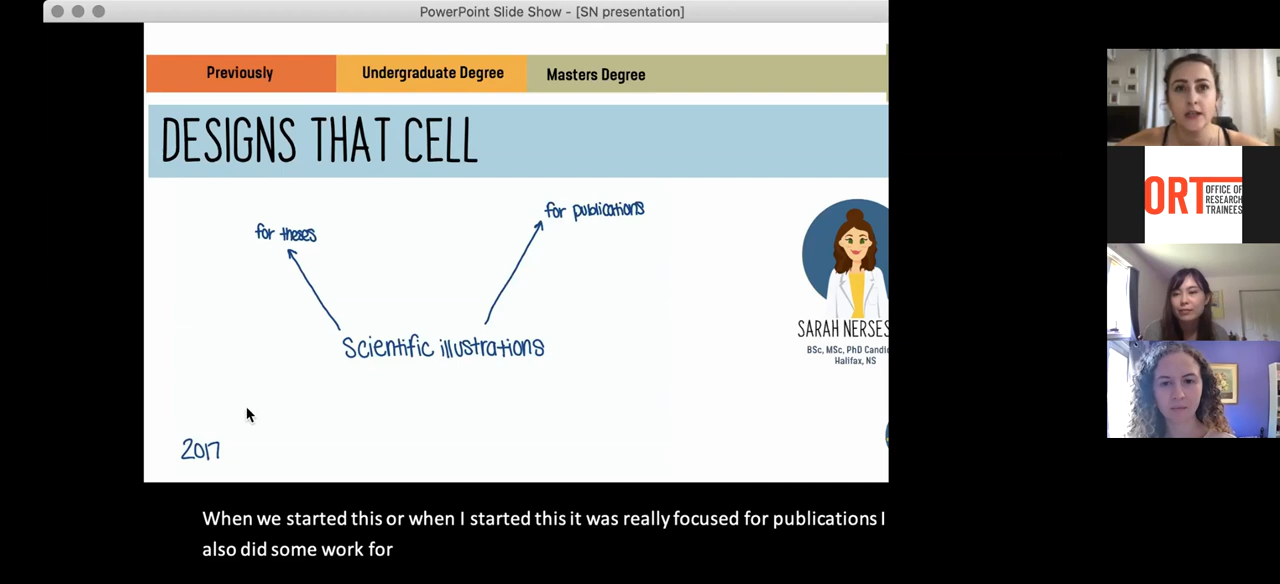 PowerPoint Slide Show - [SN presentation]
Previously
Undergraduate Degree
Masters Degree
DESIGNS THAT CELL
for theses
for publications
Scientific illustrations
2017
SARAH NERSES
BSc, MSc, PhD Candi
Halifax, NS
ORT
OFFICE OF
RESEARCH
TRAINEES
When we started this or when I started this it was really focused for publications I
also did some work for